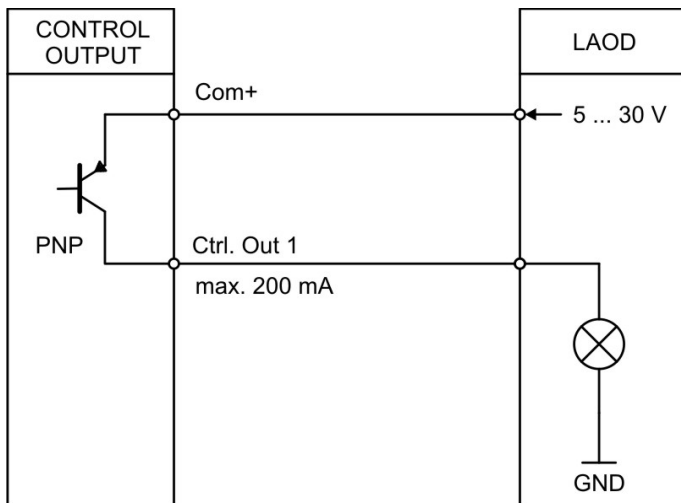 CONTROL
OUTPUT
LAOD
Com+
5 ... 30 V
PNP
Ctrl. Out 1
max. 200 mA
GND